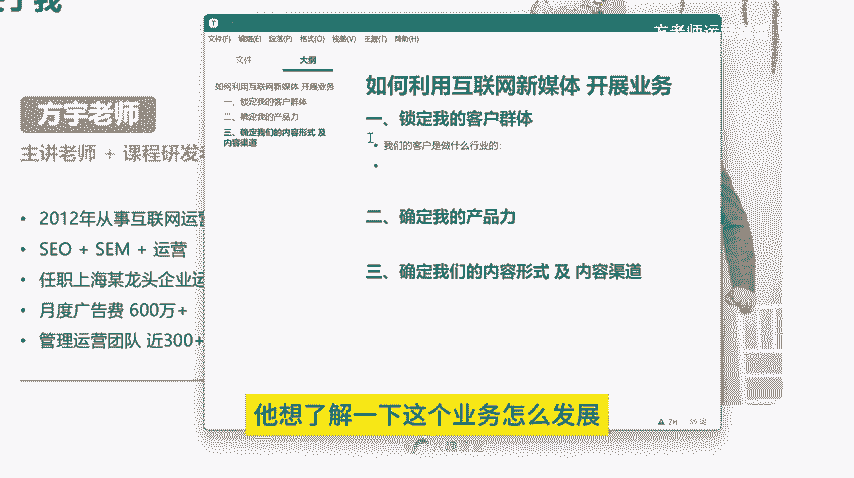 方老师运
文件(F) 编辑(E) 段落(P) 格式(O) 视图(V) 主题(T) 帮助(H)
文件 大纲
如何利用互联网新媒体 开展业务
一、锁定我的客户群体
二、确定我的产品力
三、确定我们的内容形式 及
内容渠道
如何利用互联网新媒体 开展业务
一、锁定我的客户群体
我们的客户是做什么行业的:
二、确定我的产品力
三、确定我们的内容形式 及 内容渠道
方宇老师
主讲老师 + 课程研发
• 2012年从事互联网运营
• SEO + SEM + 运营
• 任职上海某龙头企业运
• 月度广告费 600万+
• 管理运营团队 近300+
他想了解一下这个业务怎么发展